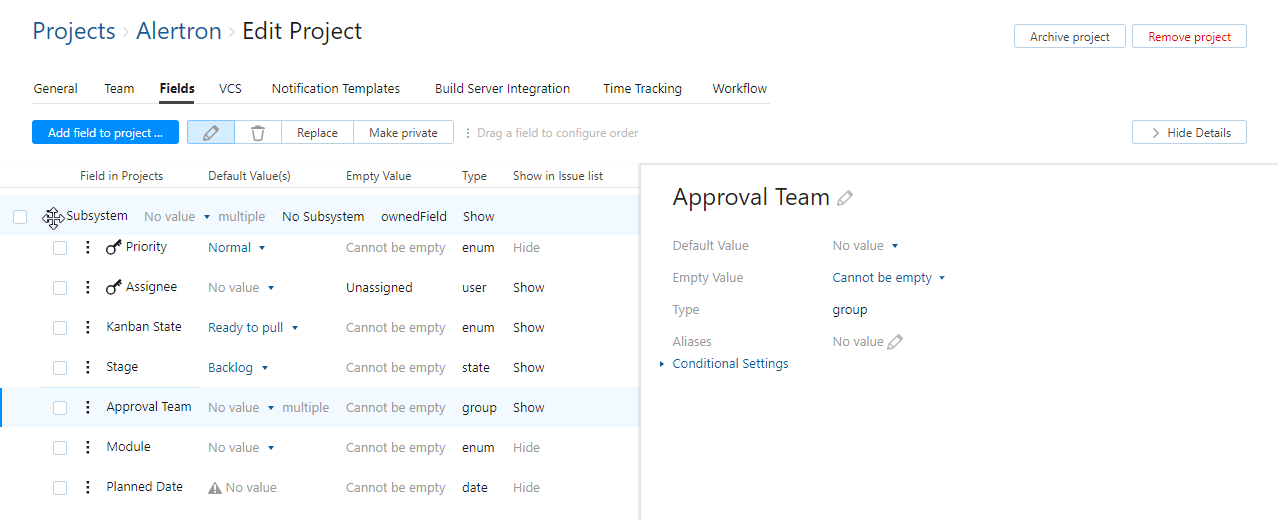 Projects › Alertron › Edit Project
Archive project
Remove project
General Team Fields VCS Notification Templates Build Server Integration Time Tracking Workflow
Add field to project ... Replace Make private Drag a field to configure order
Hide Details
Field in Projects Default Value(s) Empty Value Type Show in Issue list
Subsystem No value multiple No Subsystem ownedField Show
Priority Normal Cannot be empty enum Hide
Assignee No value Unassigned user Show
Kanban State Ready to pull Cannot be empty enum Show
Stage Backlog Cannot be empty state Show
Approval Team No value multiple Cannot be empty group Show
Module No value Cannot be empty enum Hide
Planned Date No value Cannot be empty date Hide
Approval Team
Default Value No value
Empty Value Cannot be empty
Type group
Aliases No value
Conditional Settings